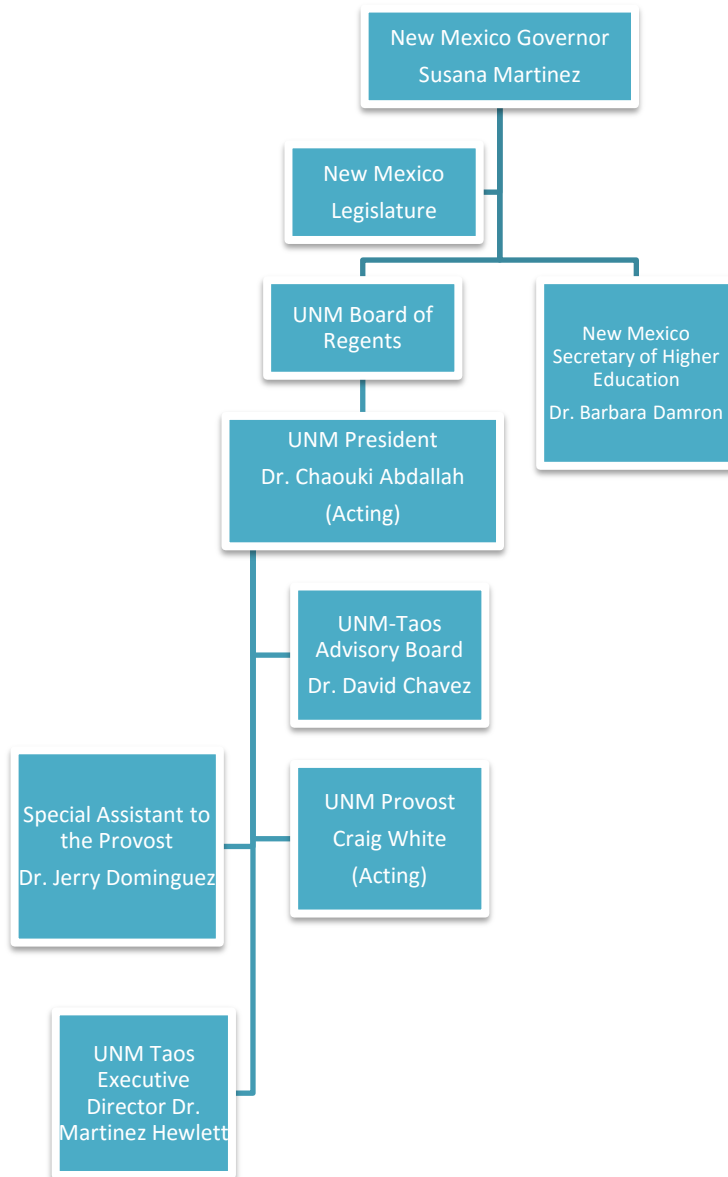 New Mexico Governor
Susana Martinez
New Mexico
Legislature
UNM Board of
Regents
New Mexico
Secretary of Higher
Education
Dr. Barbara Damron
UNM President
Dr. Chaouki Abdallah
(Acting)
UNM-Taos
Advisory Board
Dr. David Chavez
Special Assistant to
the Provost
Dr. Jerry Dominguez
UNM Provost
Craig White
(Acting)
UNM Taos
Executive
Director Dr.
Martinez Hewlett